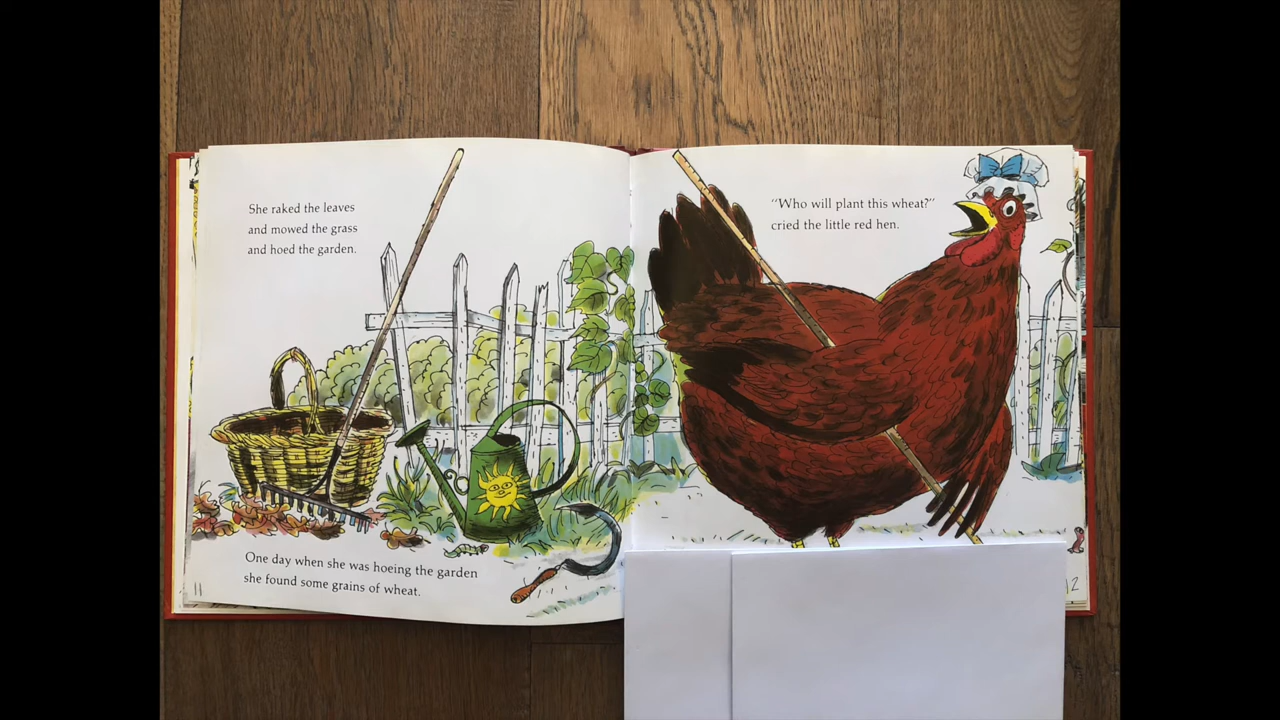 She raked the leaves
and mowed the grass
and hoed the garden.
One day when she was hoeing the garden
she found some grains of wheat.
11
"Who will plant this wheat?"
cried the little red hen.
12